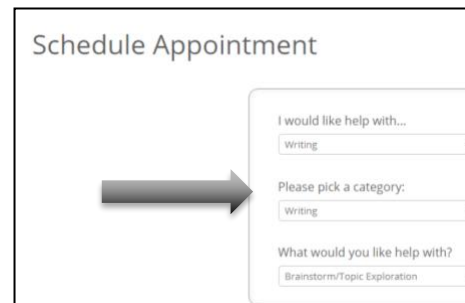 Schedule Appointment
I would like help with...
Writing
Please pick a category:
Writing
What would you like help with?
Brainstorm/Topic Exploration